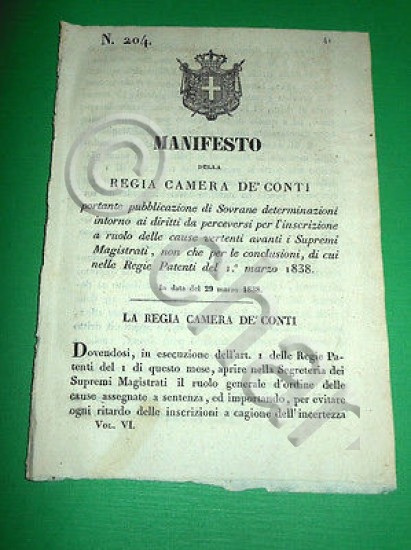 N. 204.
41
MANIFESTO
DELLA
REGIA CAMERA DE' CONTI
portante pubblicazione di Sovrane determinazioni
intorno ai diritti da perceversi per l'inscrizione
a ruolo delle cause vertenti avanti i Supremi
Magistrati, non che per le conclusioni, di cui
nelle Regie Patenti del 1.° marzo 1838.
In data del 29 marzo 1838.
LA REGIA CAMERA DE' CONTI
Dovendosi, in esecuzione dell'art. 1 delle Regie Pa-
tenti del 1 di questo mese, aprire nella Segreteria dei
Supremi Magistrati il ruolo generale d'ordine delle
cause assegnate a sentenza, ed importando, per evitare
ogni ritardo delle inscrizioni a cagione dell'incertezza
VOL. VI.